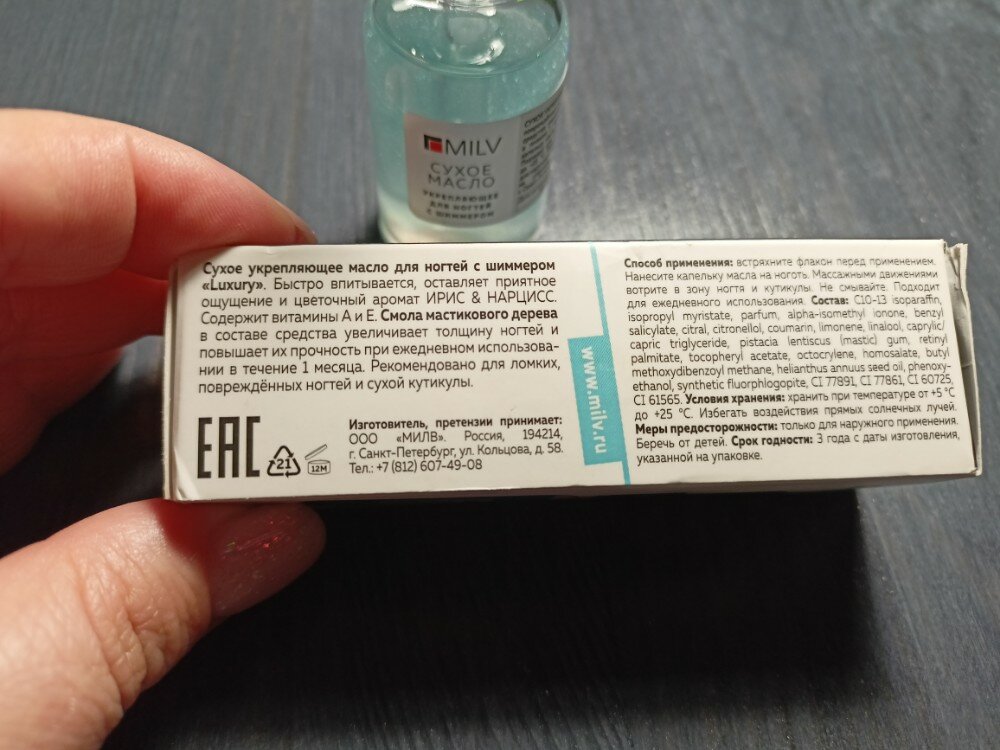 MILV
СУХОЕ
МАСЛО
УКРЕПЛЯЮЩЕЕ
ДЛЯ НОГТЕЙ
С ШИММЕРОМ
Сухое укрепляющее масло для ногтей с шиммером
«Luxury». Быстро впитывается, оставляет приятное
ощущение и цветочный аромат ИРИС & НАРЦИСС.
Содержит витамины А и Е. Смола мастикового дерева
в составе средства увеличивает толщину ногтей и
повышает их прочность при ежедневном использова-
нии в течение 1 месяца. Рекомендовано для ломких,
повреждённых ногтей и сухой кутикулы.
EAC
21
12M
Изготовитель, претензии принимает:
ООО «МИЛВ». Россия, 194214,
г. Санкт-Петербург, ул. Кольцова, д. 58.
Тел.: +7 (812) 607-49-08
www.milv.ru
Способ применения: встряхните флакон перед применением.
Нанесите капельку масла на ноготь. Массажными движениями
вотрите в зону ногтя и кутикулы. Не смывайте. Подходит
для ежедневного использования. Состав: C10-13 isoparaffin,
isopropyl myristate, parfum, alpha-isomethyl ionone, benzyl
salicylate, citral, citronellol, coumarin, limonene, linalool, caprylic/
capric triglyceride, pistacia lentiscus (mastic) gum, retinyl
palmitate, tocopheryl acetate, octocrylene, homosalate, butyl
methoxydibenzoyl methane, helianthus annuus seed oil, phenoxy-
ethanol, synthetic fluorphlogopite, CI 77891, CI 77861, CI 60725,
CI 61565. Условия хранения: хранить при температуре от +5 °C
до +25 °C. Избегать воздействия прямых солнечных лучей.
Меры предосторожности: только для наружного применения.
Беречь от детей. Срок годности: 3 года с даты изготовления,
указанной на упаковке.